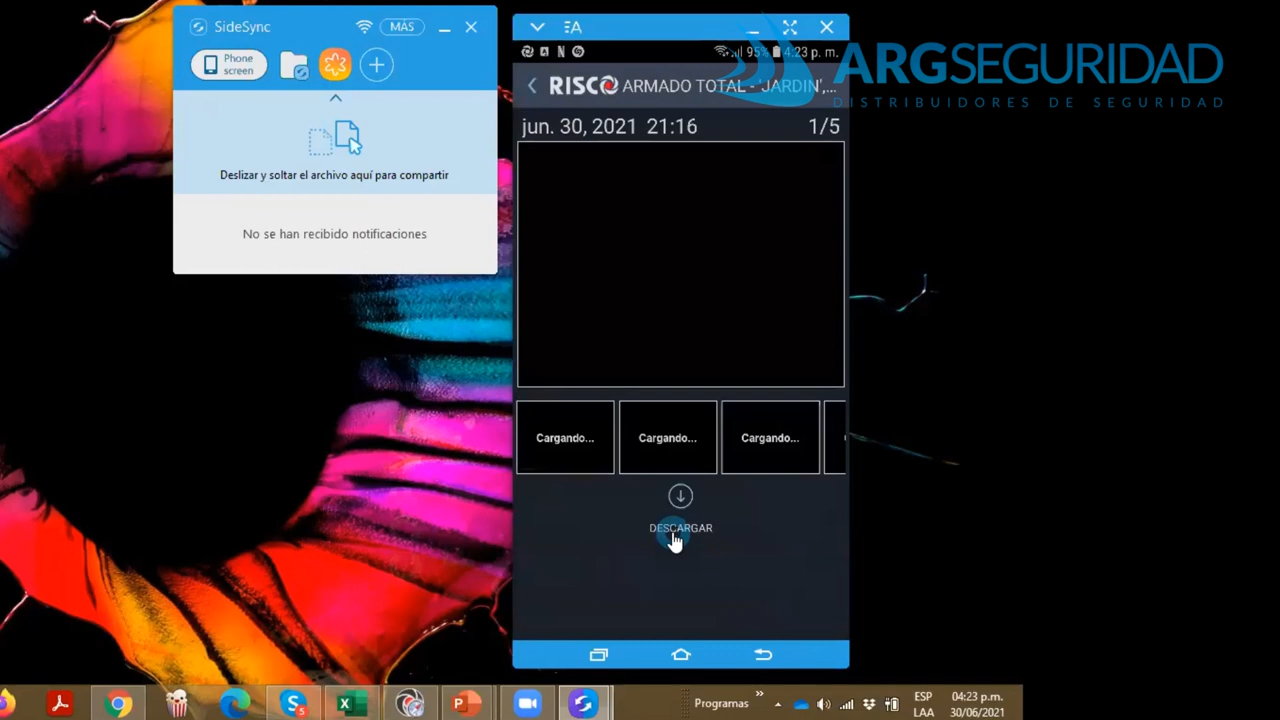 SideSync
MÁS
Phone
screen
Deslizar y soltar el archivo aquí para compartir
No se han recibido notificaciones
ΞA
95% 4:23 p. m.
RISCO ARMADO TOTAL - 'JARDIN',...
jun. 30, 2021 21:16
1/5
Cargando...
Cargando...
Cargando...
DESCARGAR
ARGSEGURIDAD
DISTRIBUIDORES DE SEGURIDAD
Programas
ESP
LAA
04:23 p.m.
30/06/2021